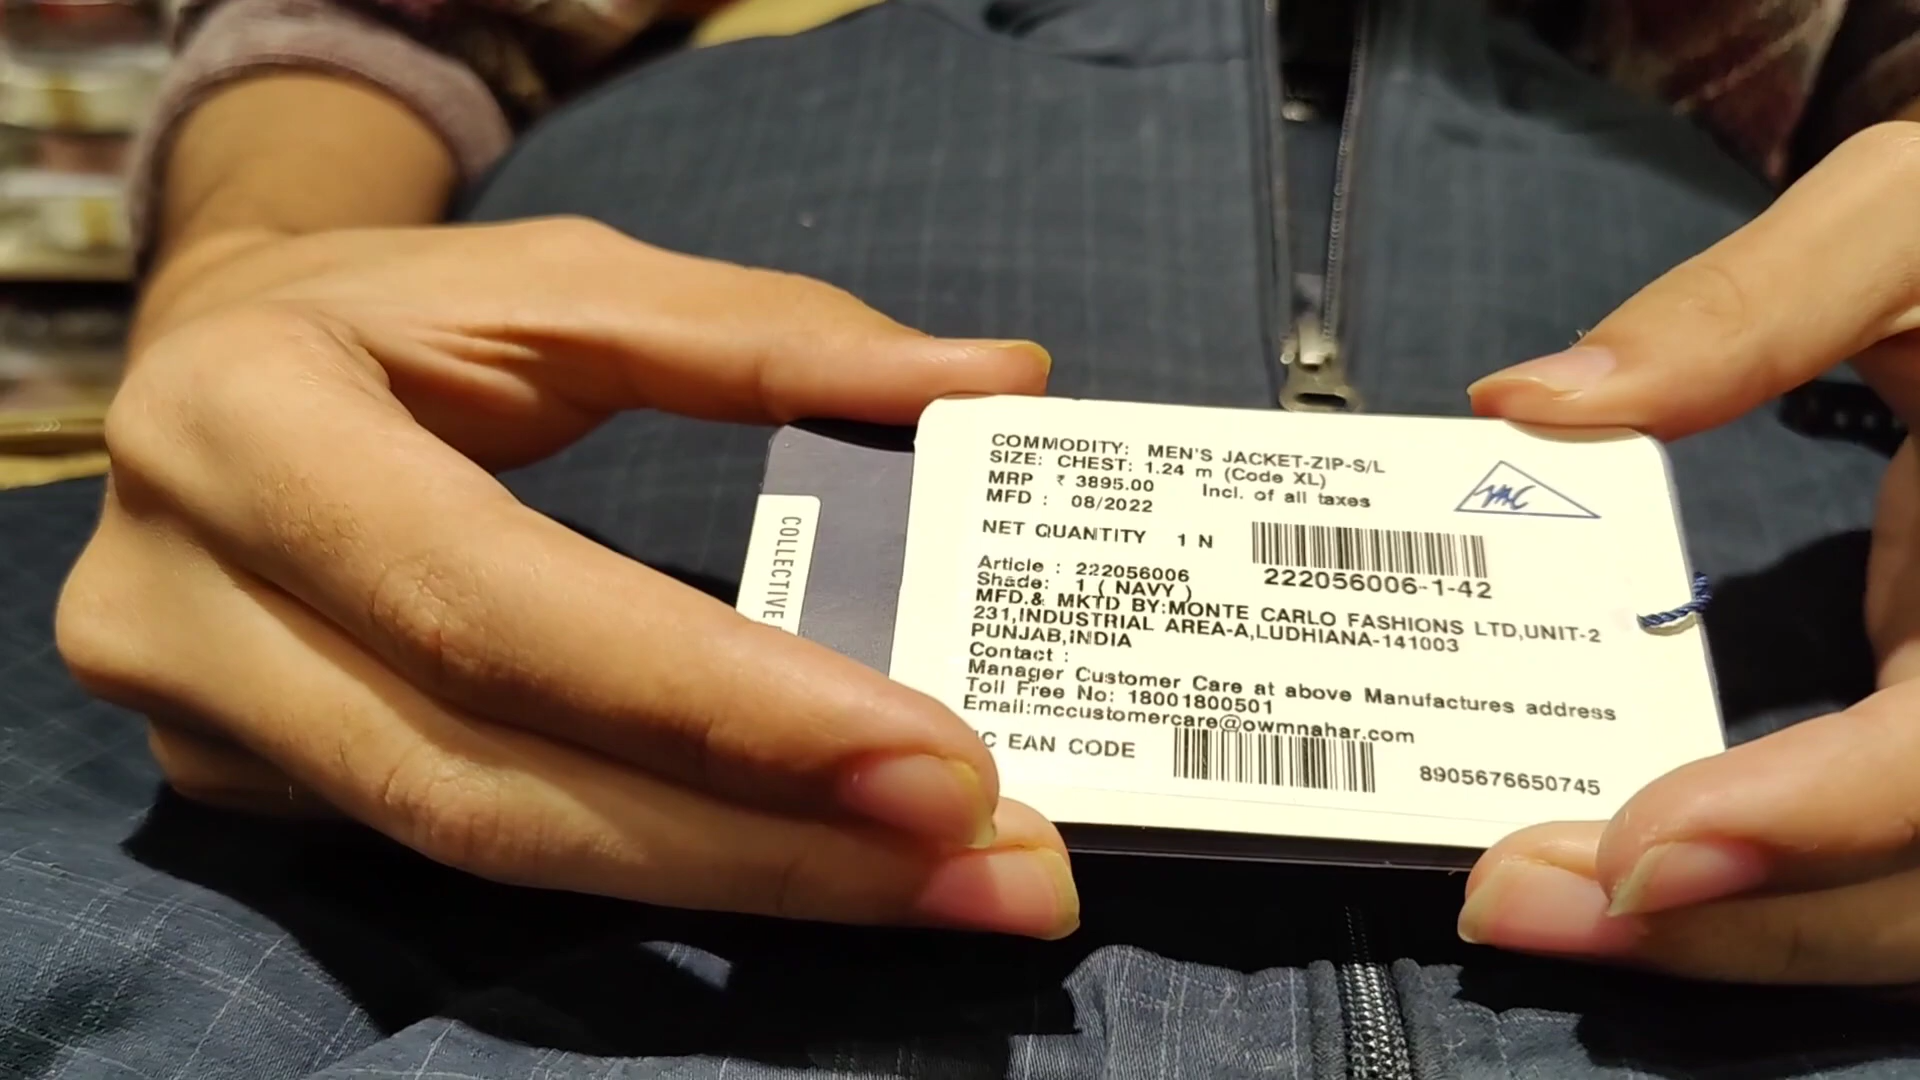 COMMODITY: MEN'S JACKET-ZIP-S/L
SIZE: CHEST: 1.24 m (Code XL)
MRP ₹ 3895.00 Incl. of all taxes
MFD : 08/2022
NET QUANTITY 1 N
222056006-1-42
Article : 222056006
Shade: 1 ( NAVY )
MFD.& MKTD BY:MONTE CARLO FASHIONS LTD,UNIT-2
231,INDUSTRIAL AREA-A,LUDHIANA-141003
PUNJAB,INDIA
Contact :
Manager Customer Care at above Manufactures address
Toll Free No: 18001800501
Email:mccustomercare@owmnahar.com
EAN CODE
8905676650745
COLLECTIVE